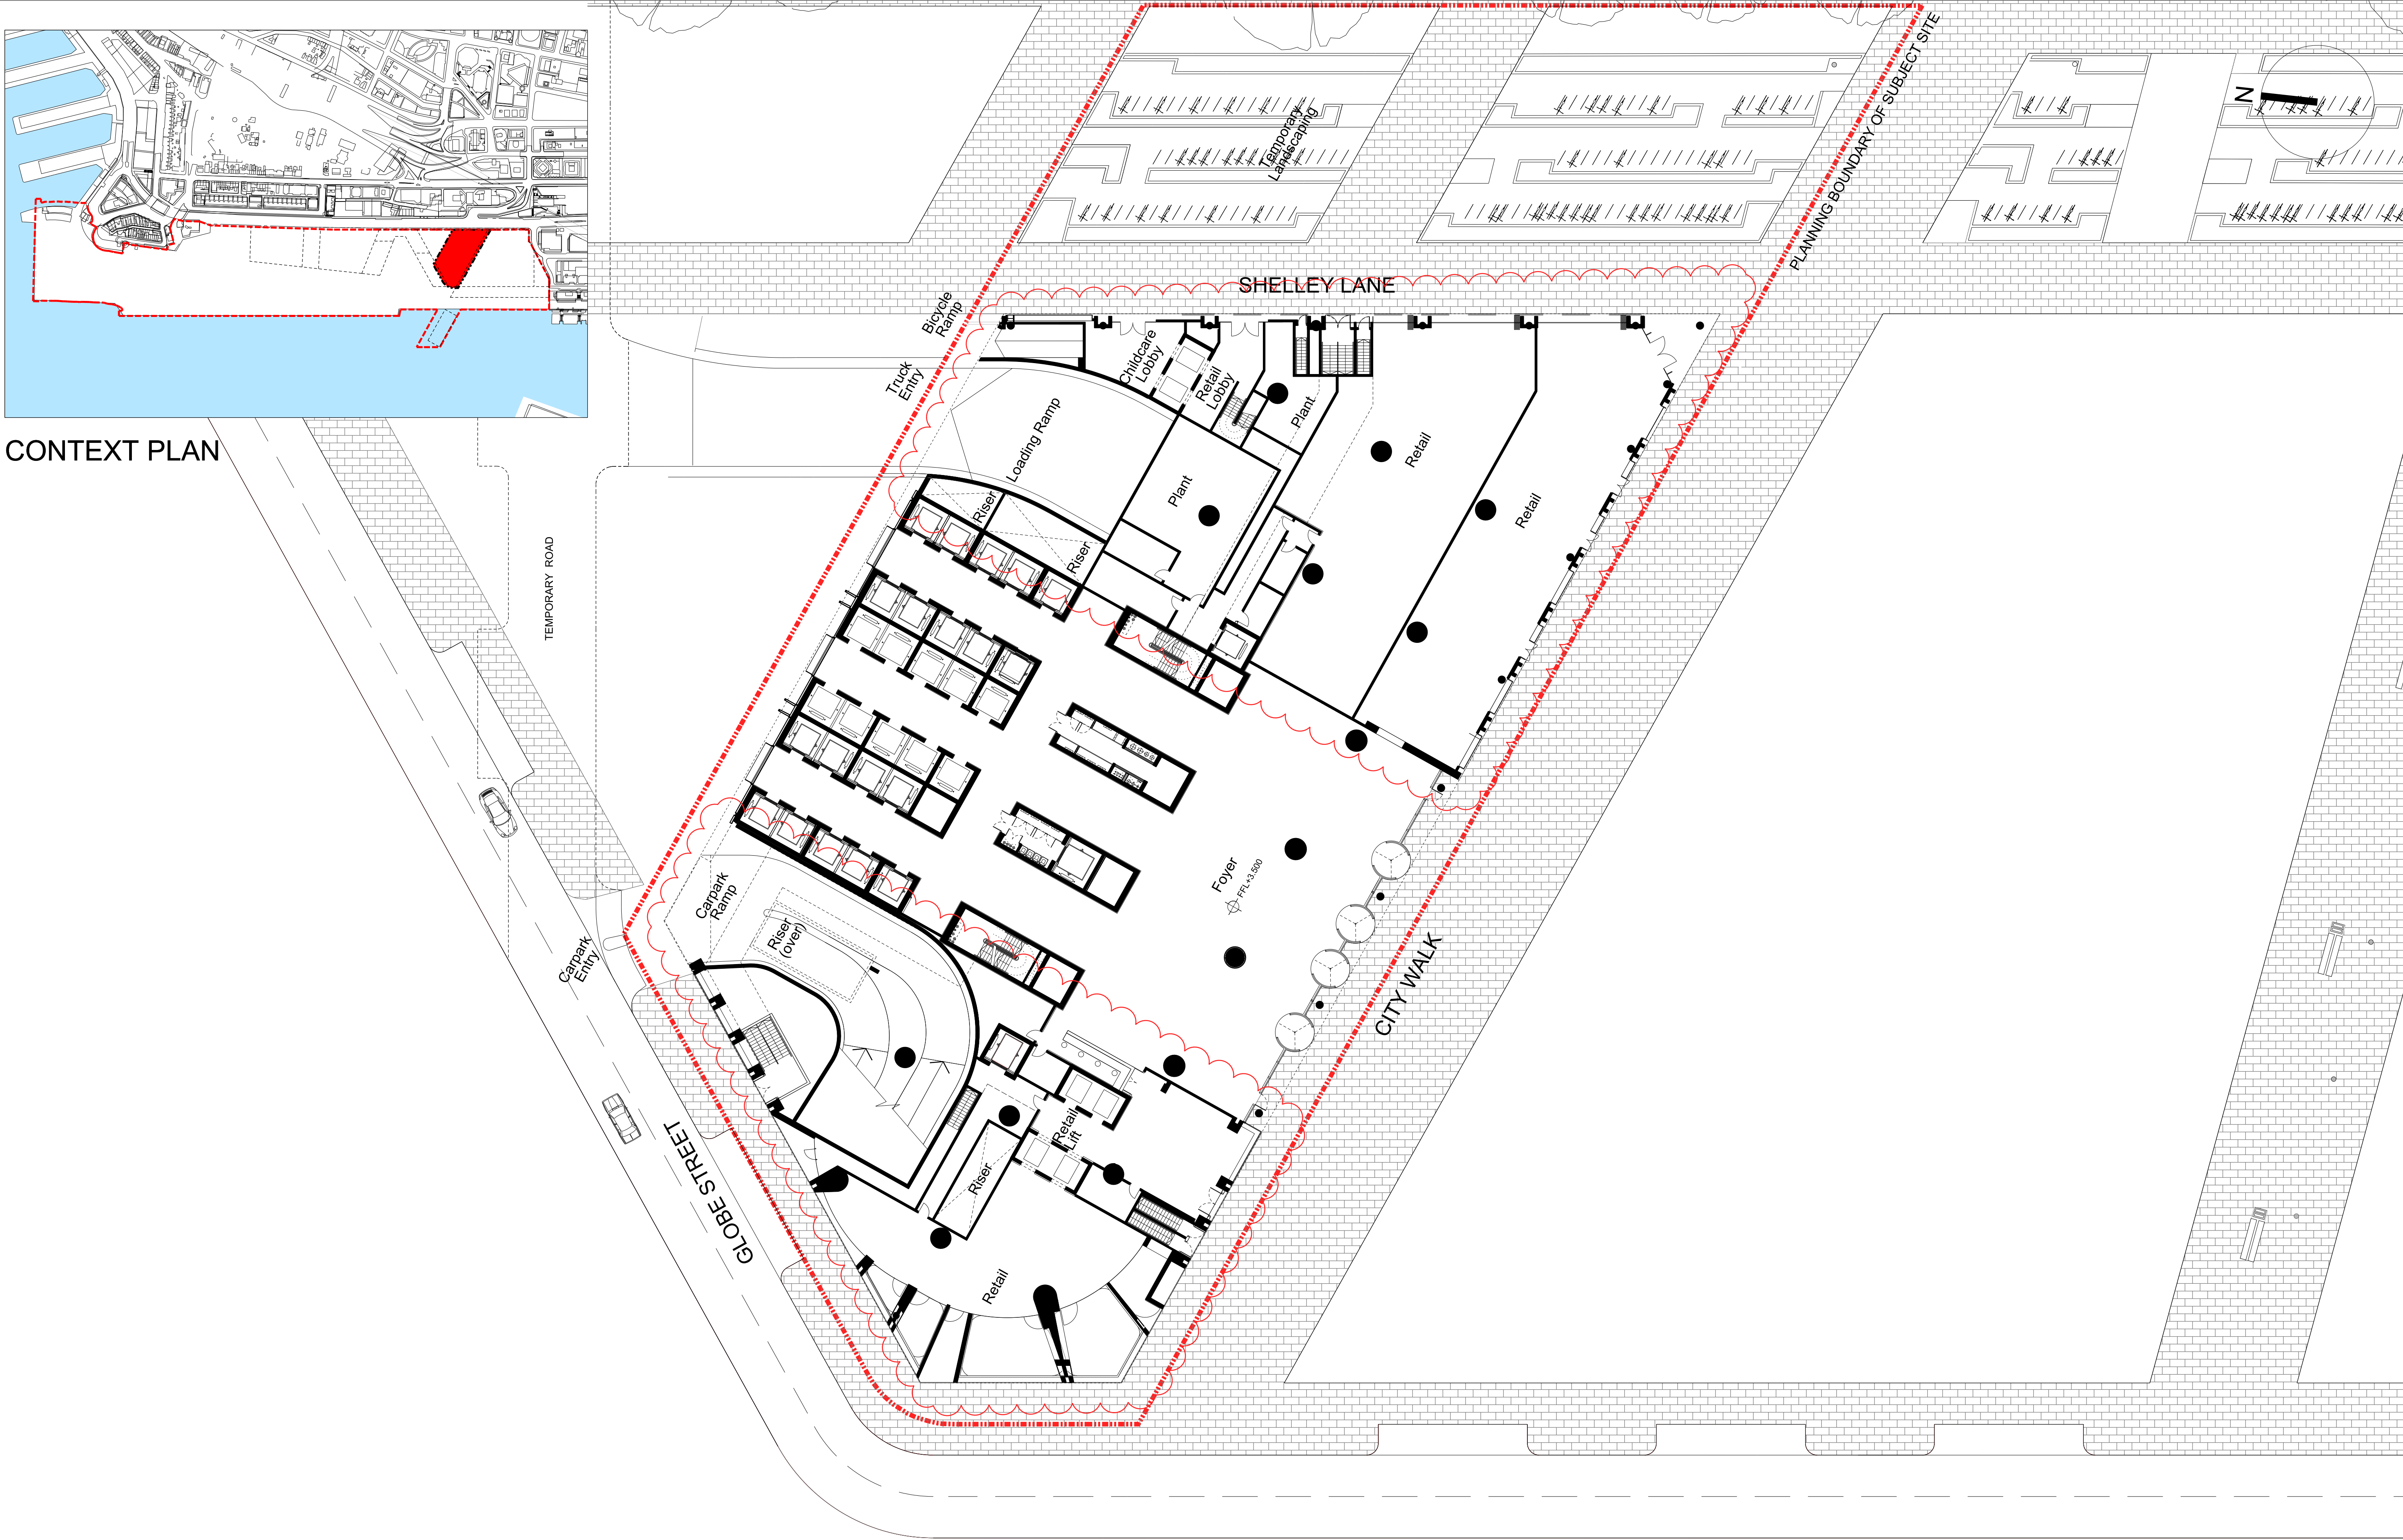 N
Temporary
Landscaping
PLANNING BOUNDARY OF SUBJECT SITE
SHELLEY LANE
Bicycle
Ramp
Truck
Entry
Childcare
Lobby
Retail
Lobby
Plant
CONTEXT PLAN
Loading Ramp
Retail
Plant
Riser
Retail
Riser
TEMPORARY ROAD
Carpark
Ramp
Foyer
FFL+3.500
Riser
(over)
Carpark
Entry
CITY WALK
Retail
Lift
GLOBE STREET
Riser
Retail